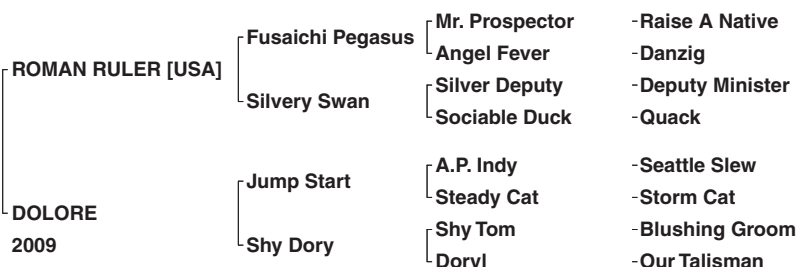 Mr. Prospector -Raise A Native
Fusaichi Pegasus
Angel Fever -Danzig
ROMAN RULER [USA]
Silver Deputy -Deputy Minister
Silvery Swan
Sociable Duck -Quack
A.P. Indy -Seattle Slew
Jump Start
Steady Cat -Storm Cat
DOLORE
Shy Tom -Blushing Groom
2009
Shy Dory
Doryl -Our Talisman